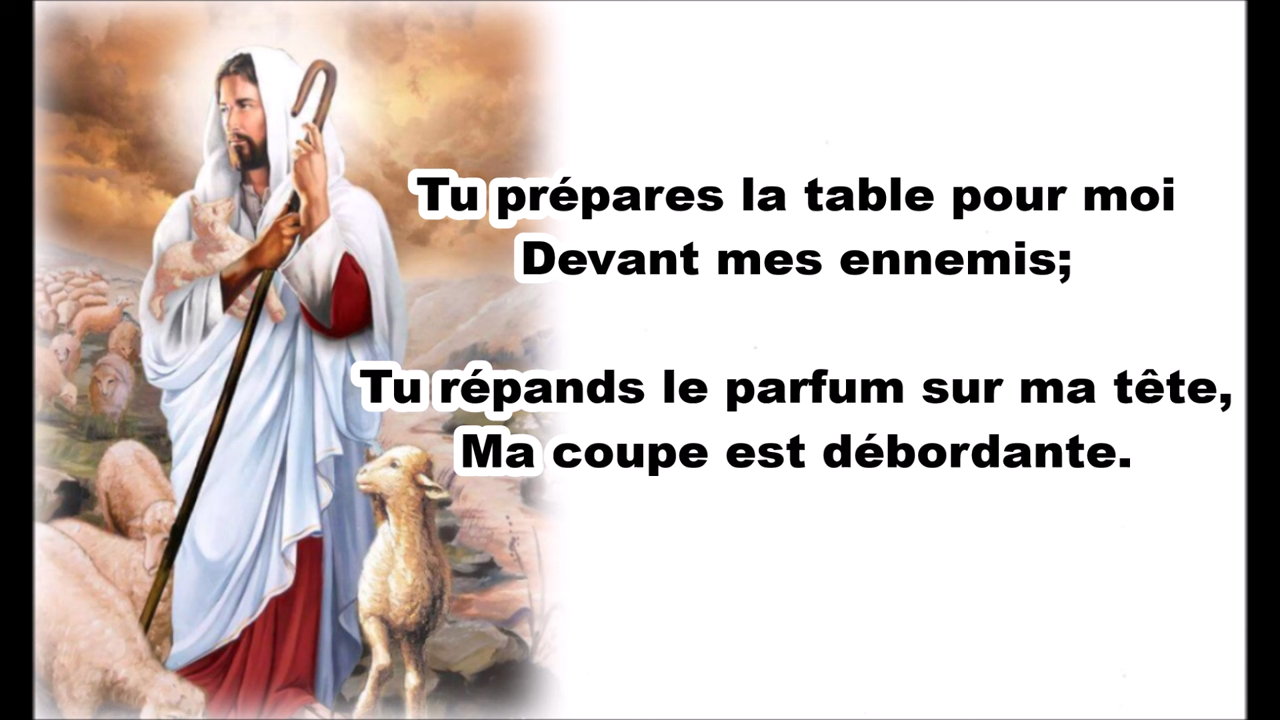 Tu prépares la table pour moi
Devant mes ennemis;
Tu répands le parfum sur ma tête,
Ma coupe est débordante.